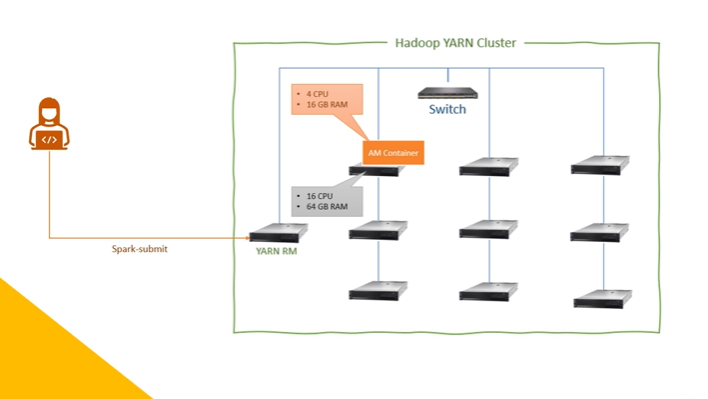 Hadoop YARN Cluster
• 4 CPU
• 16 GB RAM
Switch
AM Container
</>
• 16 CPU
• 64 GB RAM
Spark-submit
YARN RM